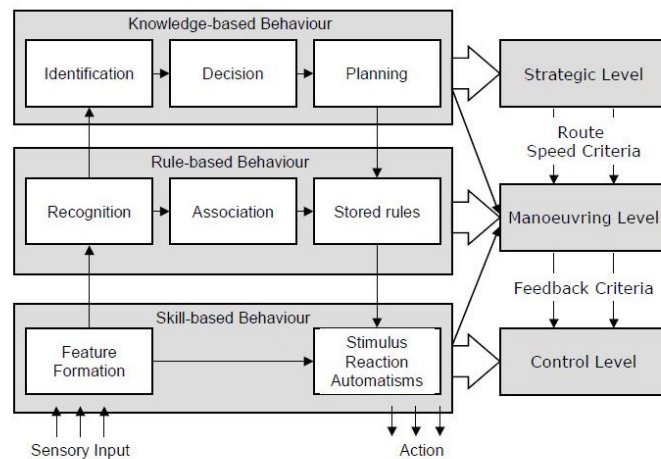 Knowledge-based Behaviour
Identification
Decision
Planning
Strategic Level
Route
Speed Criteria
Rule-based Behaviour
Recognition
Association
Stored rules
Manoeuvring Level
Feedback Criteria
Skill-based Behaviour
Feature
Formation
Stimulus
Reaction
Automatisms
Control Level
Sensory Input
Action